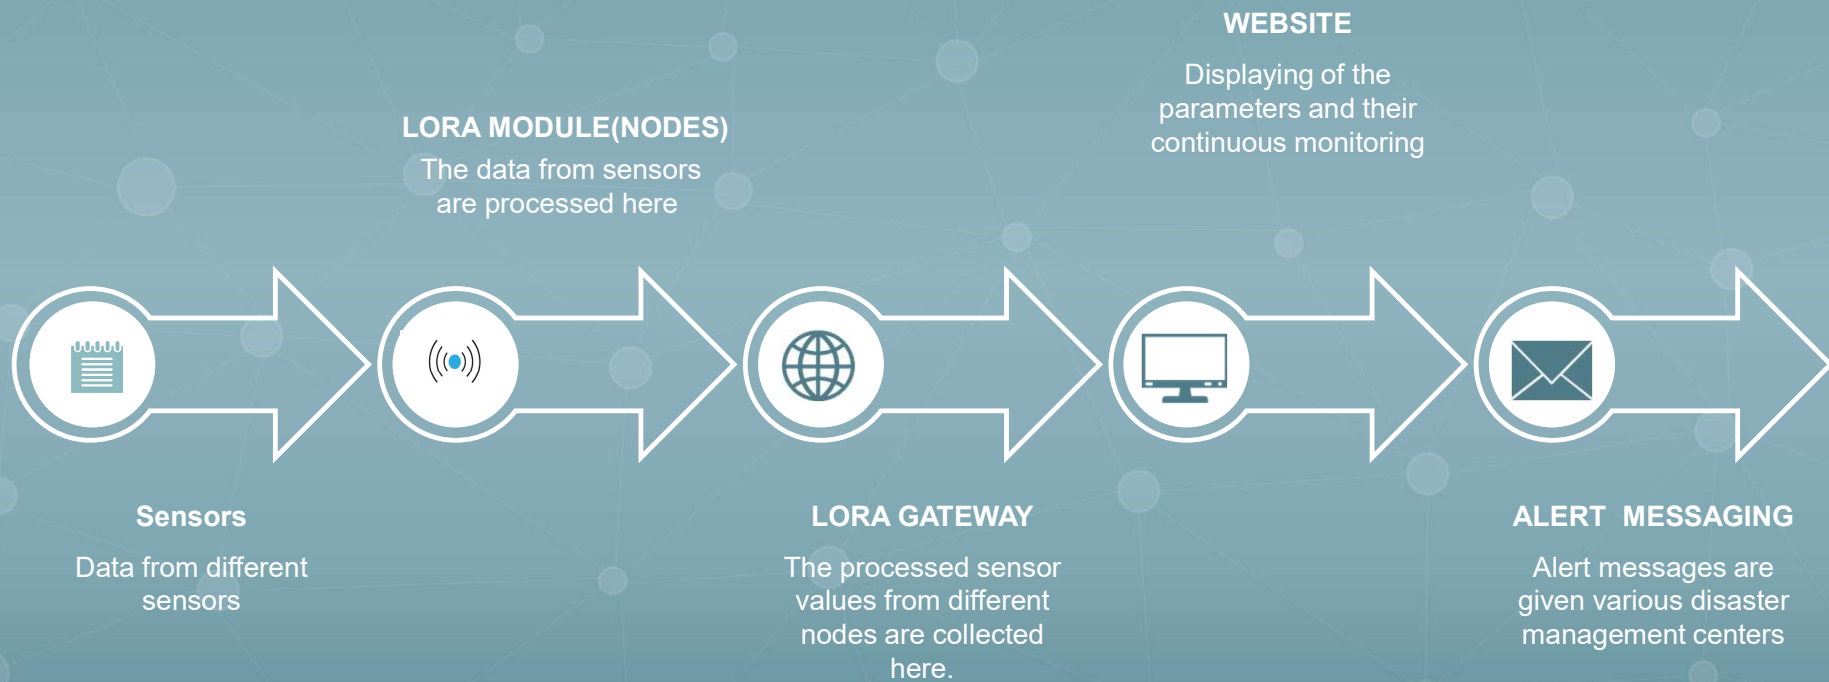 Sensors
Data from different
sensors
LORA MODULE(NODES)
The data from sensors
are processed here
LORA GATEWAY
The processed sensor
values from different
nodes are collected
here.
WEBSITE
Displaying of the
parameters and their
continuous monitoring
ALERT  MESSAGING
Alert messages are
given various disaster
management centers